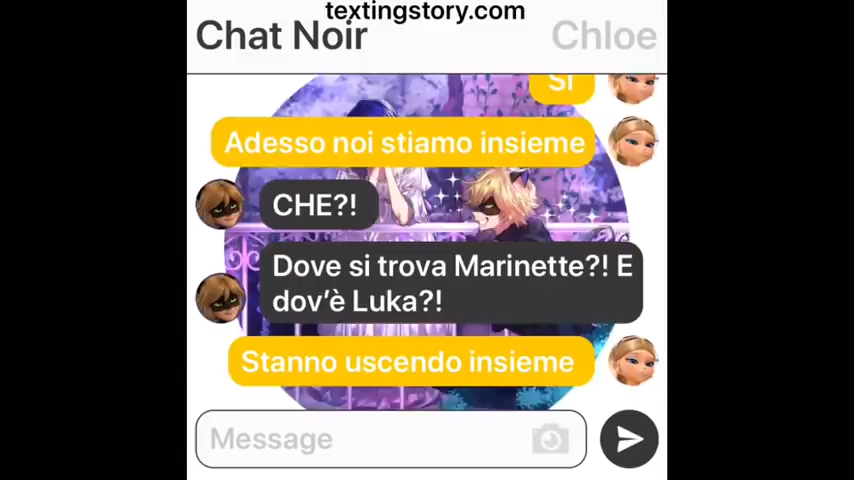 textingstory.com
Chat Noir
Chloe
SI
Adesso noi stiamo insieme
CHE?!
Dove si trova Marinette?! E
dov’è Luka?!
Stanno uscendo insieme
Message